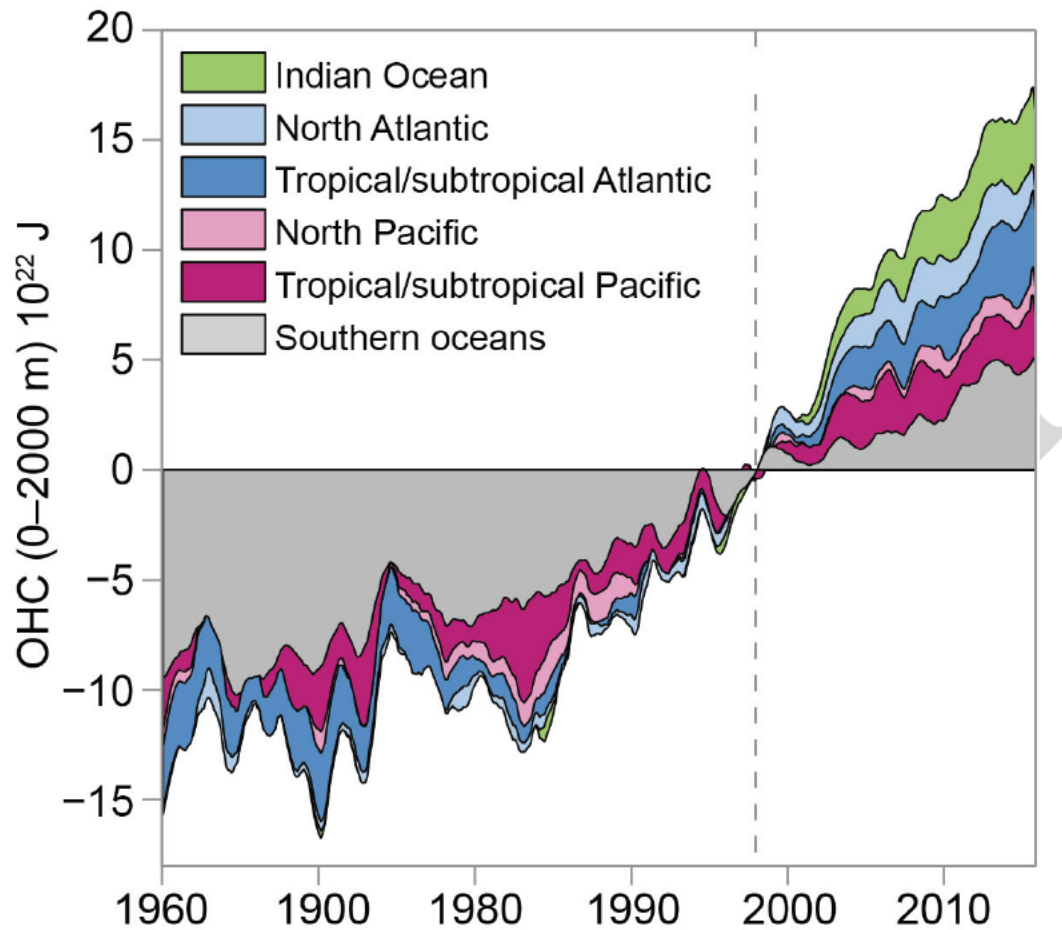 20
15
10
5
0
−5
−10
−15
OHC (0–2000 m) 10²² J
Indian Ocean
North Atlantic
Tropical/subtropical Atlantic
North Pacific
Tropical/subtropical Pacific
Southern oceans
1960 1900 1980 1990 2000 2010